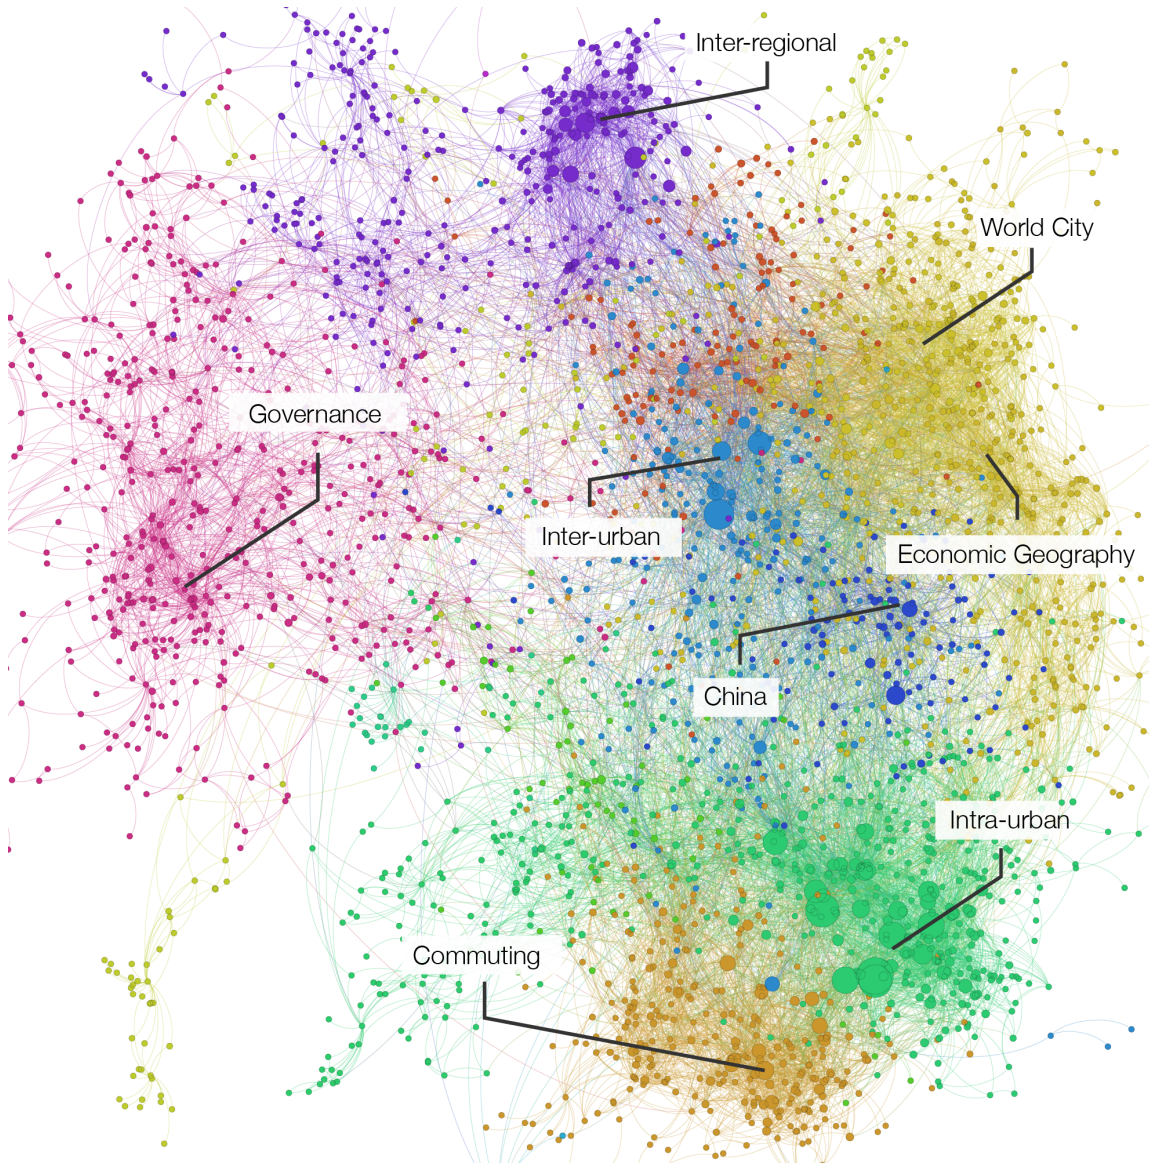 Inter-regional
World City
Governance
Inter-urban
Economic Geography
China
Intra-urban
Commuting